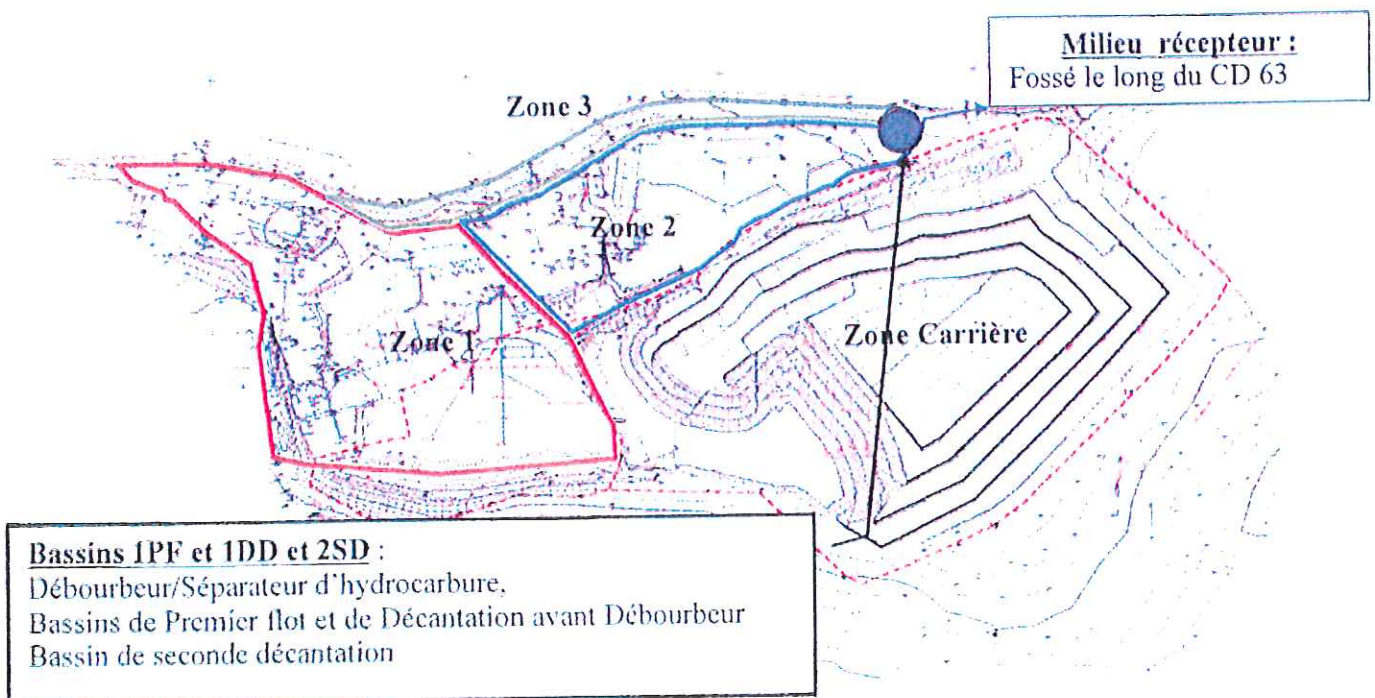 Milieu récepteur :
Fossé le long du CD 63
Zone 3
Zone 2
Zone 1
Zone Carrière
Bassins 1PF et 1DD et 2SD :
Débourbeur/Séparateur d'hydrocarbure,
Bassins de Premier flot et de Décantation avant Débourbeur
Bassin de seconde décantation